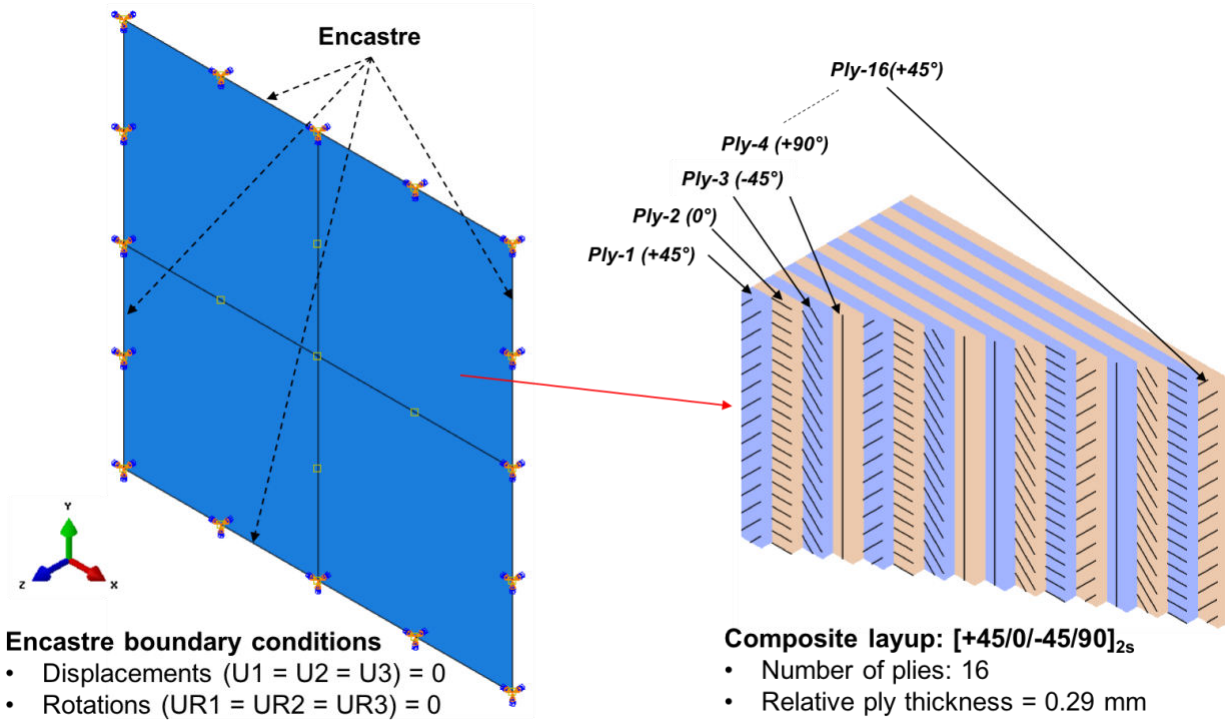 Encastre
Ply-16(+45°)
Ply-4 (+90°)
Ply-3 (-45°)
Ply-2 (0°)
Ply-1 (+45°)
Y
Z
X
Encastre boundary conditions
• Displacements (U1 = U2 = U3) = 0
• Rotations (UR1 = UR2 = UR3) = 0
Composite layup: [+45/0/-45/90]2s
• Number of plies: 16
• Relative ply thickness = 0.29 mm